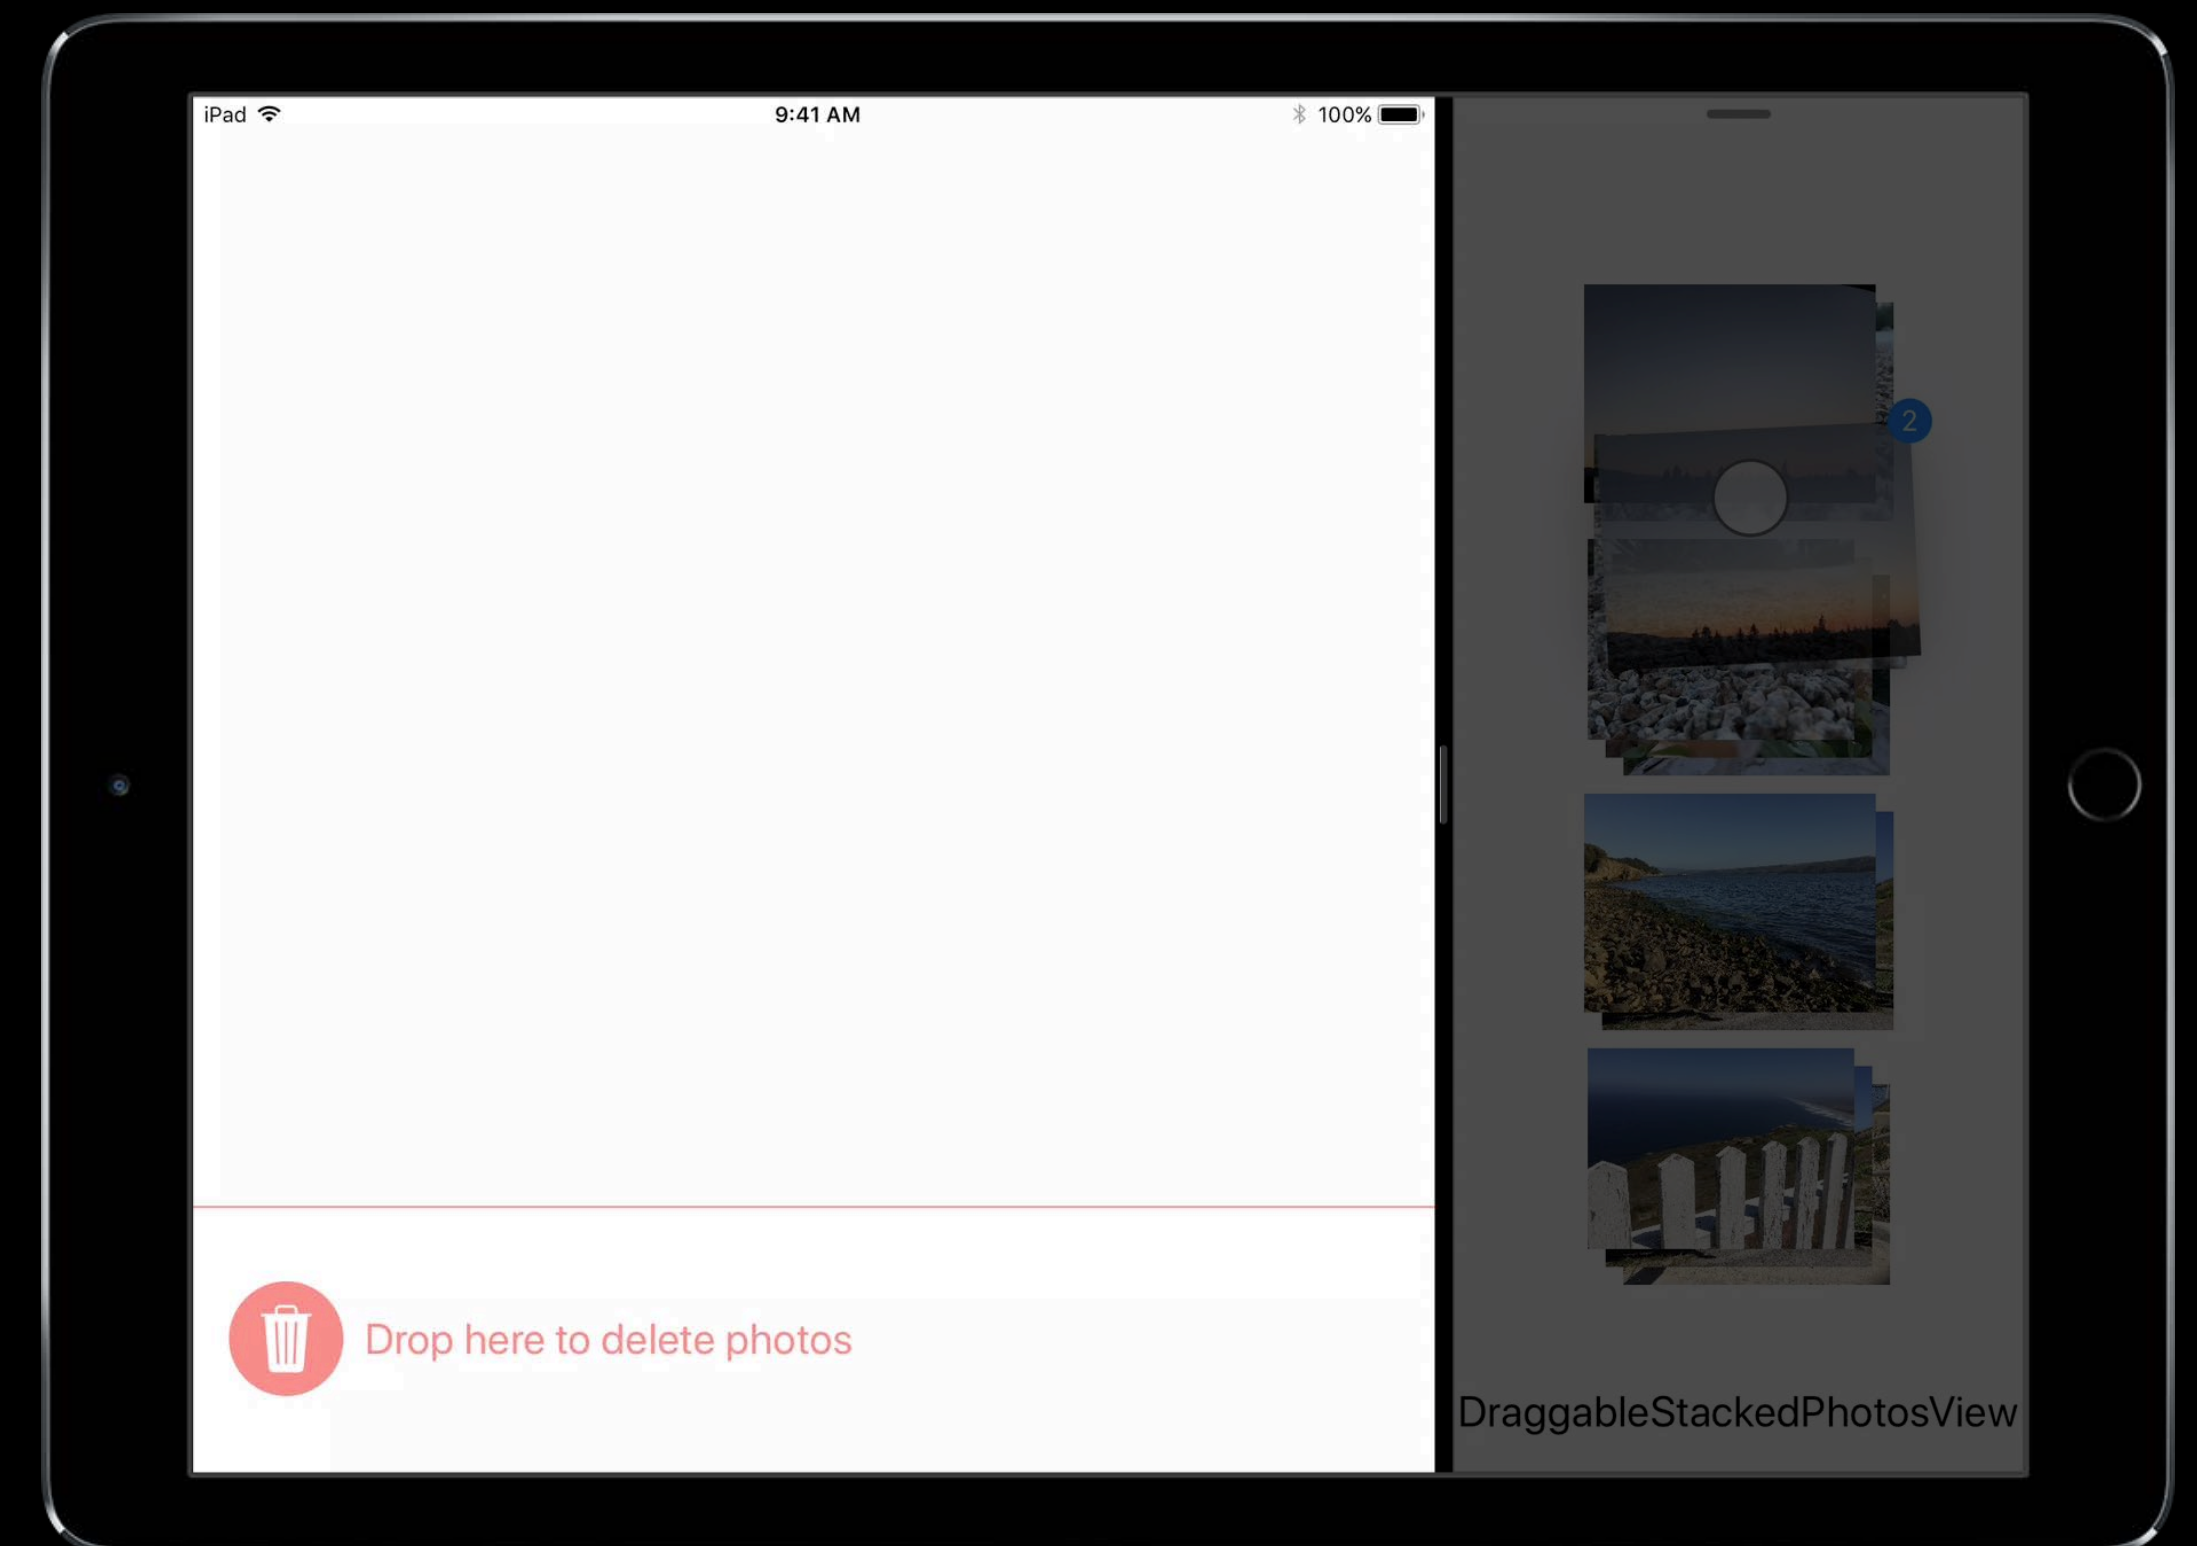 iPad
9:41 AM
100%
2
Drop here to delete photos
DraggableStackedPhotosView